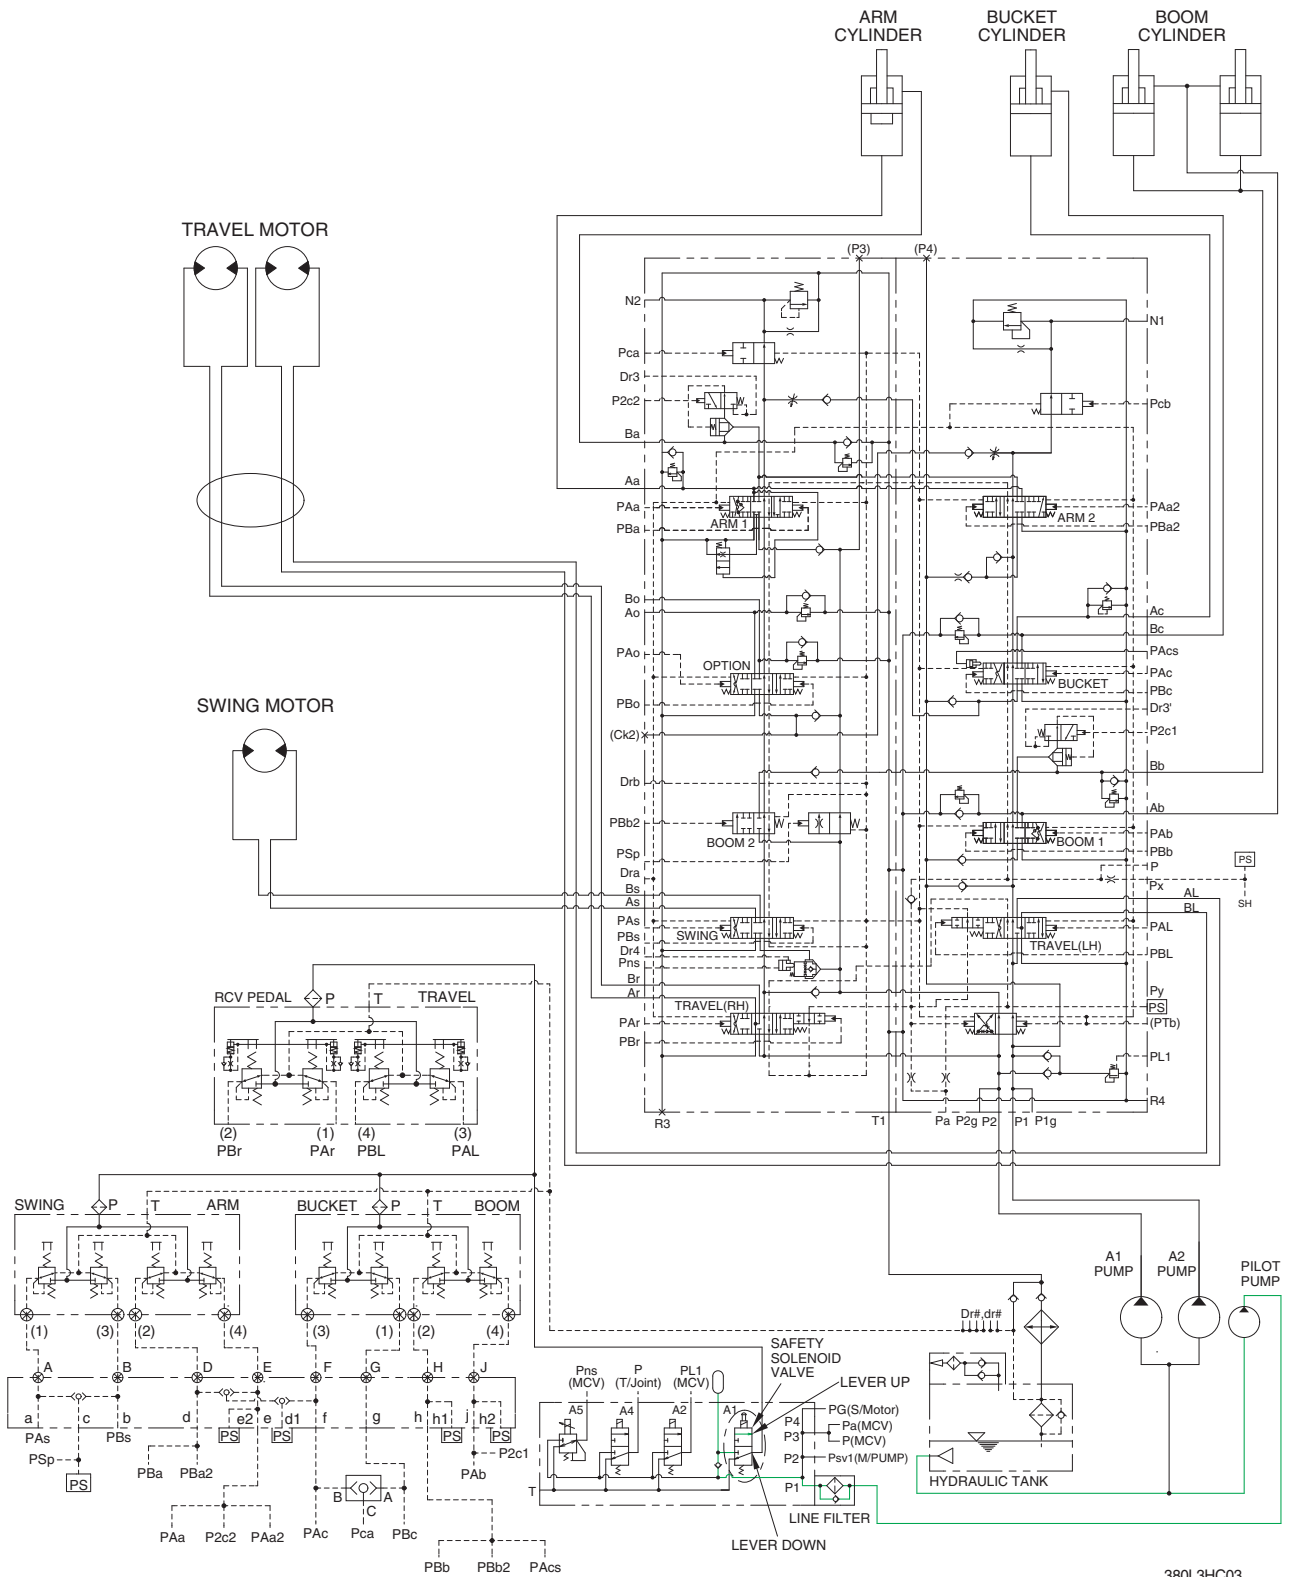 ARM
CYLINDER
BUCKET
CYLINDER
BOOM
CYLINDER
TRAVEL MOTOR
(P3)
(P4)
N2
N1
Pca
Dr3
P2c2
Pcb
Ba
Aa
PAa
ARM 1
PBa
ARM 2
PAa2
PBa2
Bo
Ao
Ac
Bc
PAo
OPTION
PAcs
PAc
BUCKET
PBc
PBo
Dr3'
(Ck2)
P2c1
SWING MOTOR
Bb
Drb
Ab
PBb2
BOOM 2
PAb
BOOM 1
PBb
PSp
P
PS
Dra
Px
SH
Bs
As
AL
BL
PAs
PBs
SWING
PAL
TRAVEL(LH)
PBL
Dr4
Pns
Br
Ar
Py
PS
TRAVEL(RH)
PAr
(PTb)
PBr
PL1
R4
R3
T1
Pa
P2g
P2
P1
P1g
RCV PEDAL
P
T
TRAVEL
(2)
PBr
(1)
PAr
(4)
PBL
(3)
PAL
SWING
P
T
ARM
BUCKET
P
T
BOOM
(1)
(3)
(2)
(4)
(3)
(1)
(2)
(4)
A
B
D
E
F
G
H
J
a
c
b
d
e2
e
d1
f
g
h
h1
j
h2
PAs
PBs
PS
PS
PS
PS
PSp
PS
PBa
PBa2
P2c1
PAb
B
A
C
PAa
P2c2
PAa2
PAc
Pca
PBc
PBb
PBb2
PAcs
A1
PUMP
A2
PUMP
PILOT
PUMP
Dr#,dr#
SAFETY
SOLENOID
VALVE
LEVER UP
Pns
(MCV)
P
(T/Joint)
PL1
(MCV)
A5
A4
A2
A1
PG(S/Motor)
P4
Pa(MCV)
P3
P(MCV)
P2
Psv1(M/PUMP)
P1
T
LINE FILTER
LEVER DOWN
HYDRAULIC TANK
380L3HC03